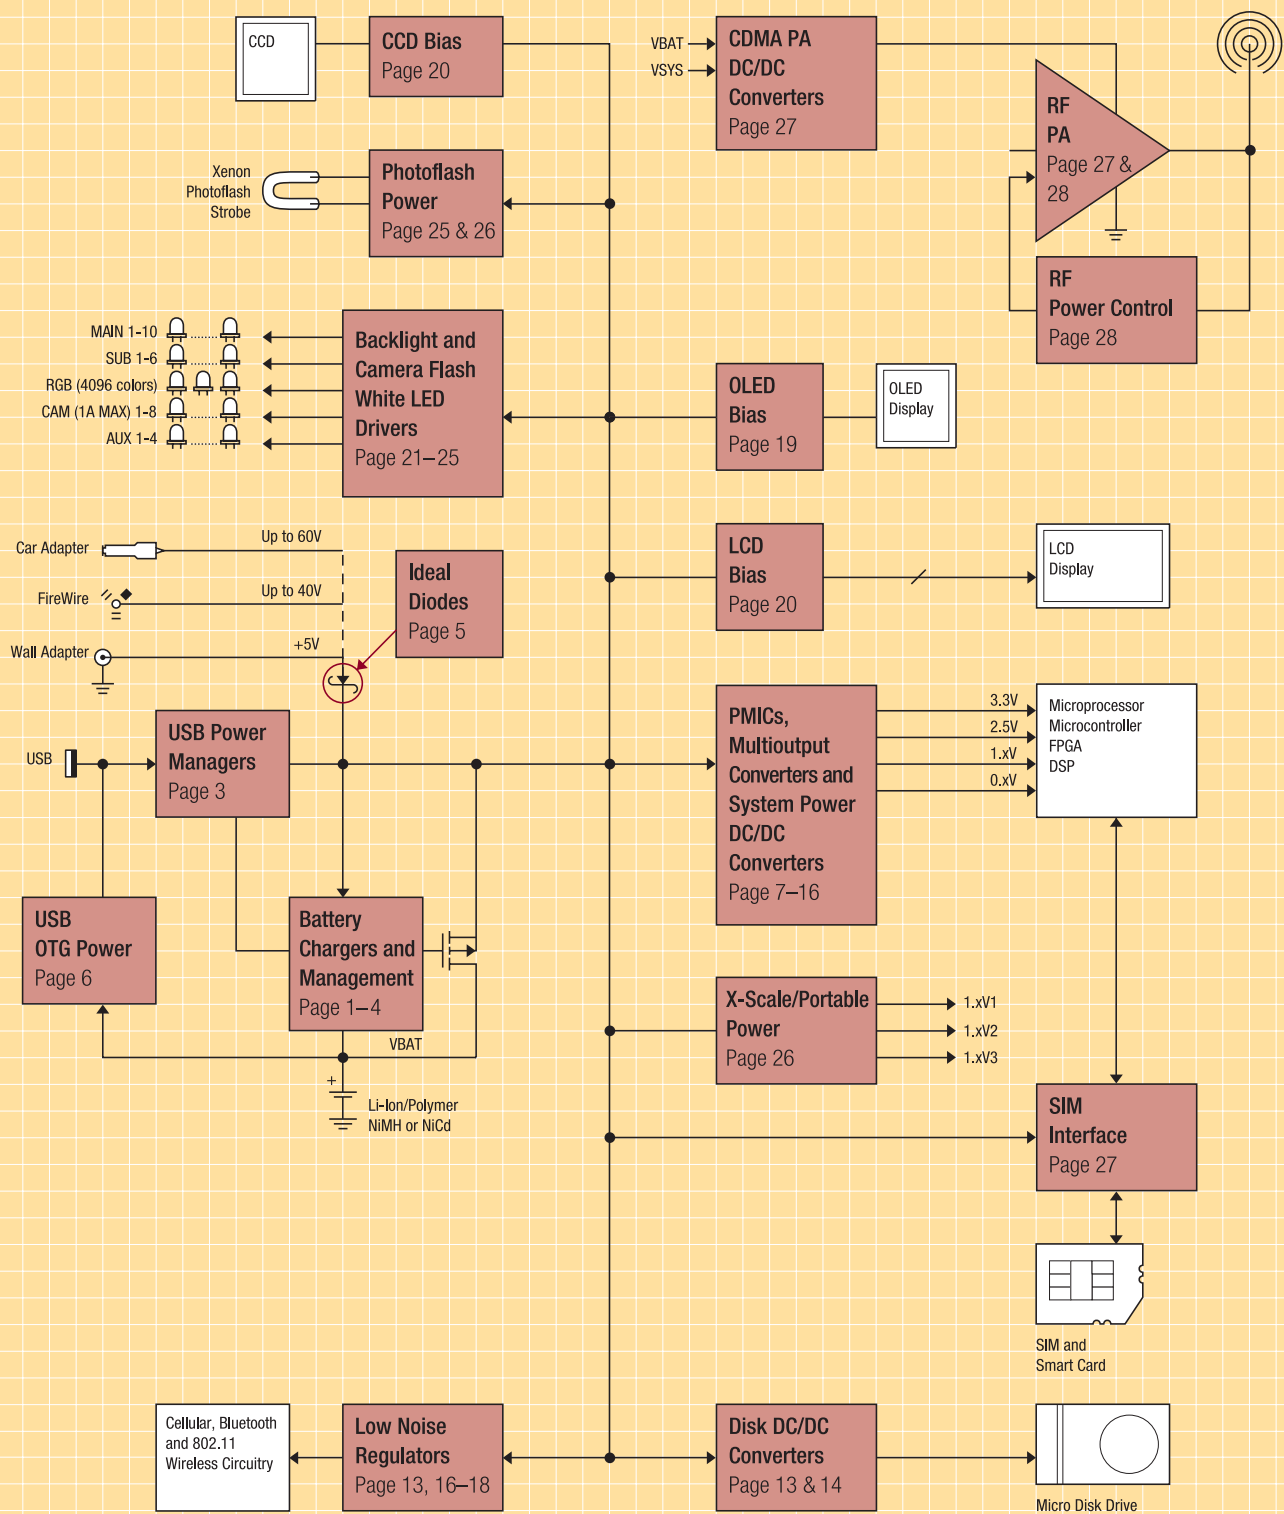 CCD
CCD Bias
Page 20
VBAT
VSYS
CDMA PA
DC/DC
Converters
Page 27
RF
PA
Page 27 &
28
Xenon
Photoflash
Strobe
Photoflash
Power
Page 25 & 26
RF
Power Control
Page 28
MAIN 1-10
SUB 1-6
RGB (4096 colors)
CAM (1A MAX) 1-8
AUX 1-4
Backlight and
Camera Flash
White LED
Drivers
Page 21–25
OLED
Bias
Page 19
OLED
Display
Car Adapter
Up to 60V
FireWire
Up to 40V
Wall Adapter
+5V
Ideal
Diodes
Page 5
LCD
Bias
Page 20
LCD
Display
USB
USB Power
Managers
Page 3
PMICs,
Multioutput
Converters and
System Power
DC/DC
Converters
Page 7–16
3.3V
2.5V
1.xV
0.xV
Microprocessor
Microcontroller
FPGA
DSP
USB
OTG Power
Page 6
Battery
Chargers and
Management
Page 1–4
VBAT
+
Li-Ion/Polymer
NiMH or NiCd
X-Scale/Portable
Power
Page 26
1.xV1
1.xV2
1.xV3
SIM
Interface
Page 27
SIM and
Smart Card
Cellular, Bluetooth
and 802.11
Wireless Circuitry
Low Noise
Regulators
Page 13, 16–18
Disk DC/DC
Converters
Page 13 & 14
Micro Disk Drive